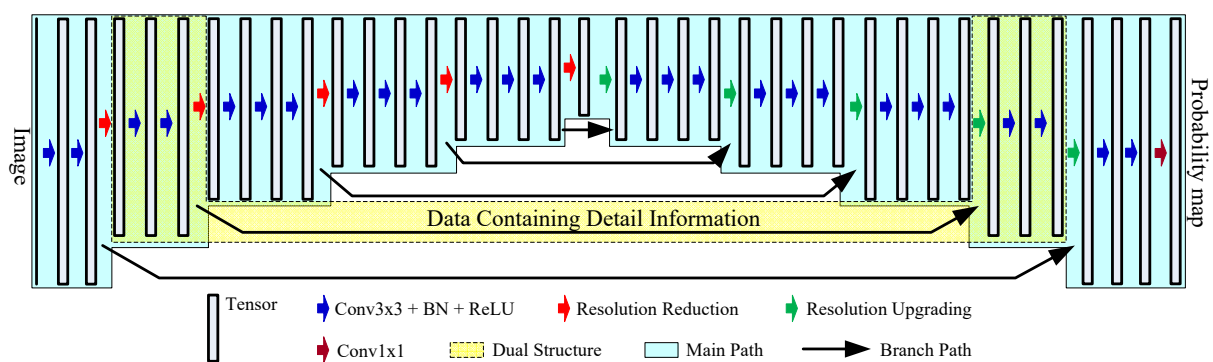 Image
Probability map
Data Containing Detail Information
Tensor
Conv3x3 + BN + ReLU
Resolution Reduction
Resolution Upgrading
Conv1x1
Dual Structure
Main Path
Branch Path